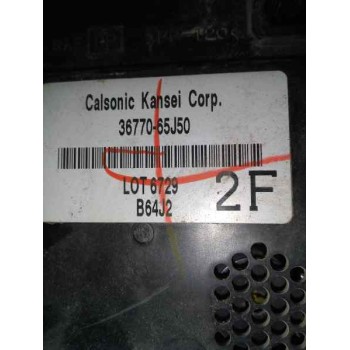 Calsonic Kansei Corp.
36770-65J50
LOT 6729
B64J2
2F